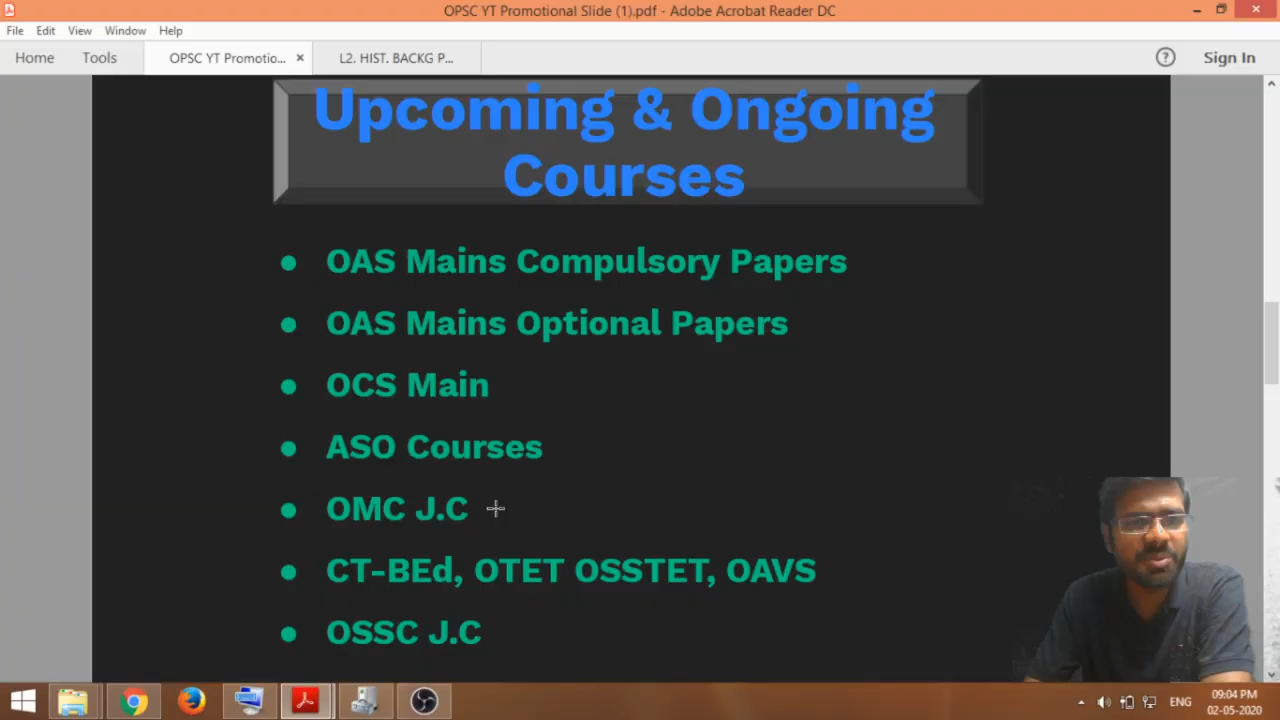 OPSC YT Promotional Slide (1).pdf - Adobe Acrobat Reader DC
File Edit View Window Help
Home Tools OPSC YT Promotio... × L2. HIST. BACKG P... ? Sign In
Upcoming & Ongoing
Courses
● OAS Mains Compulsory Papers
● OAS Mains Optional Papers
● OCS Main
● ASO Courses
● OMC J.C
● CT-BEd, OTET OSSTET, OAVS
● OSSC J.C
ENG
09:04 PM
02-05-2020